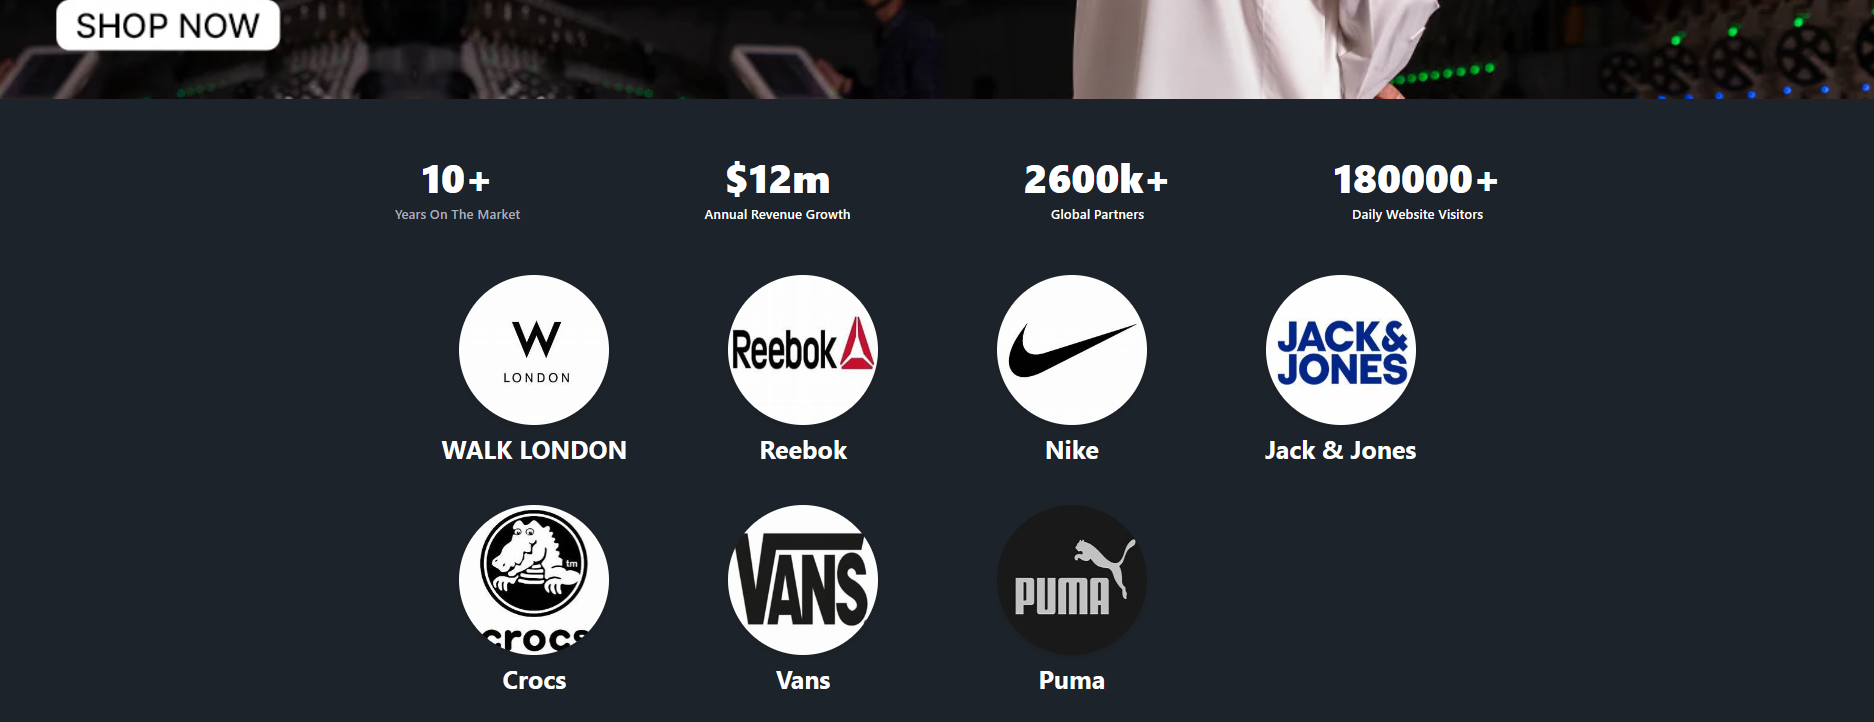 SHOP NOW
10+ $12m 2600k+ 180000+
Years On The Market Annual Revenue Growth Global Partners Daily Website Visitors
W
LONDON
Reebok
JACK&
JONES
WALK LONDON Reebok Nike Jack & Jones
tm
crocs
VANS
PUMA
Crocs Vans Puma